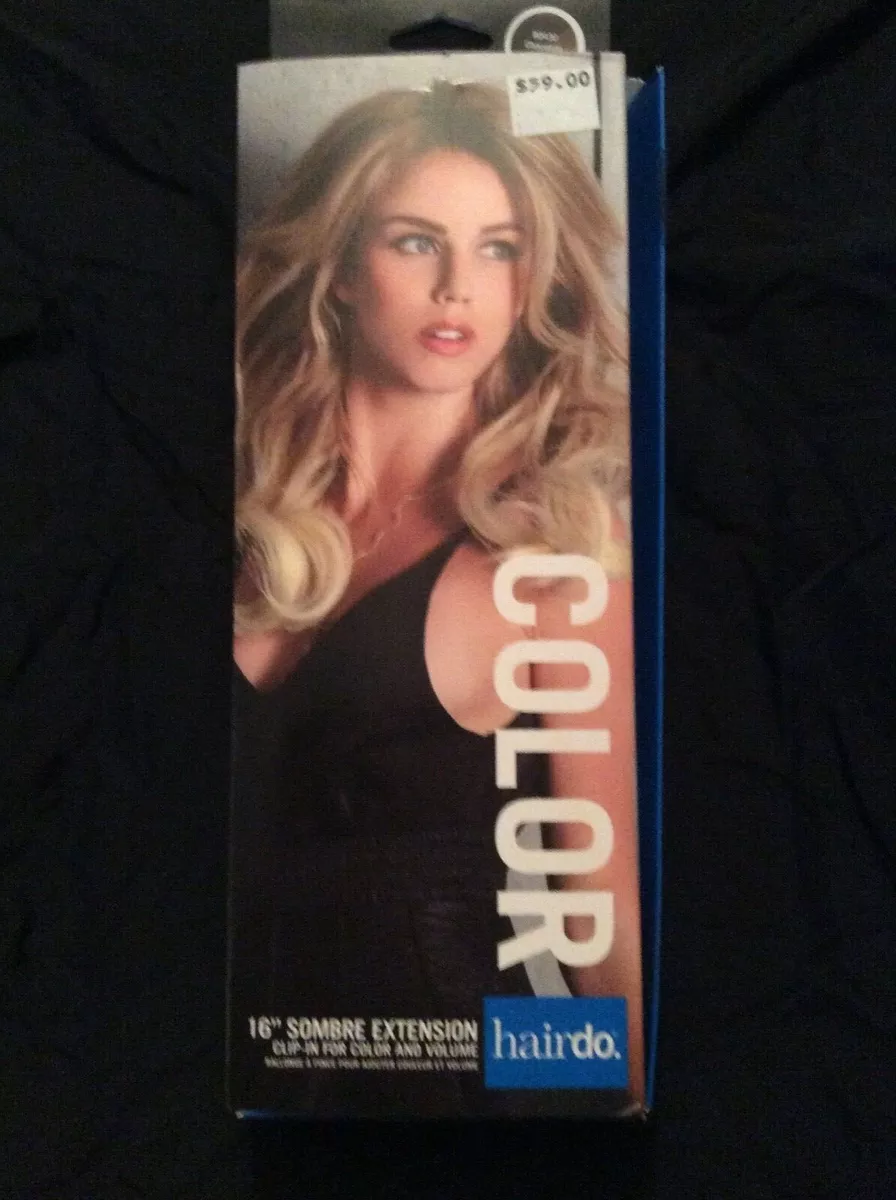 $39.00
COLOR
16" SOMBRE EXTENSION
CLIP-IN FOR COLOR AND VOLUME
hairdo.